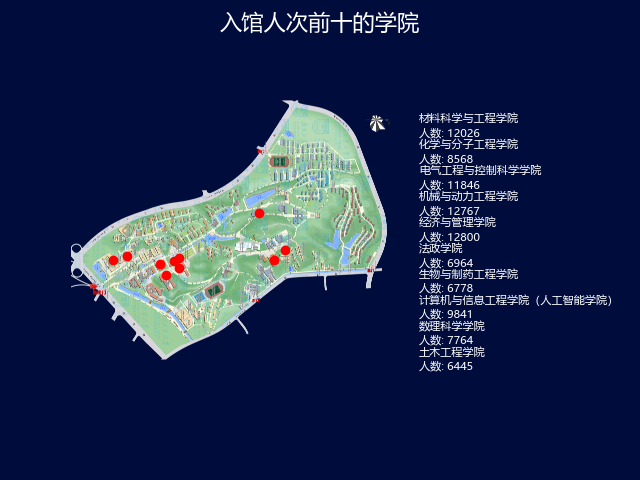 入馆人次前十的学院
材料科学与工程学院
人数: 12026
化学与分子工程学院
人数: 8568
电气工程与控制科学学院
人数: 11846
机械与动力工程学院
人数: 12767
经济与管理学院
人数: 12800
法政学院
人数: 6964
生物与制药工程学院
人数: 6778
计算机与信息工程学院（人工智能学院）
人数: 9841
数理科学学院
人数: 7764
土木工程学院
人数: 6445